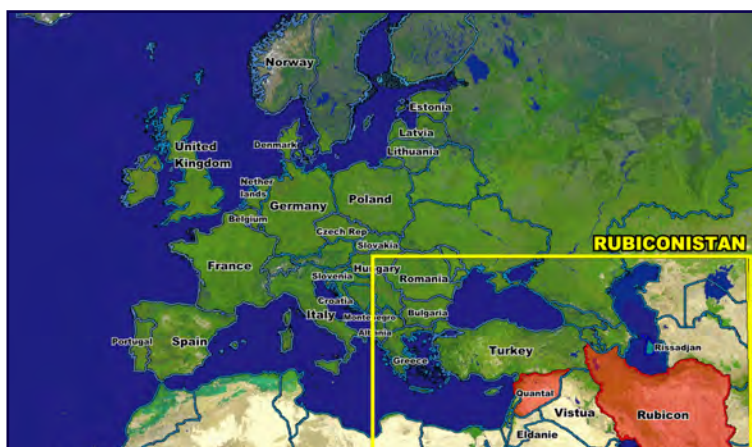 Norway
Estonia
Latvia
Lithuania
Denmark
United
Kingdom
Nether
lands
Belgium
Germany
Poland
Czech Rep
Slovakia
RUBICONISTAN
France
Hungary
Slovenia
Romania
Croatia
Italy
Montenegro
Bulgaria
Albania
Portugal
Spain
Greece
Turkey
Rissadjan
Quantal
Vistua
Rubicon
Eldanie